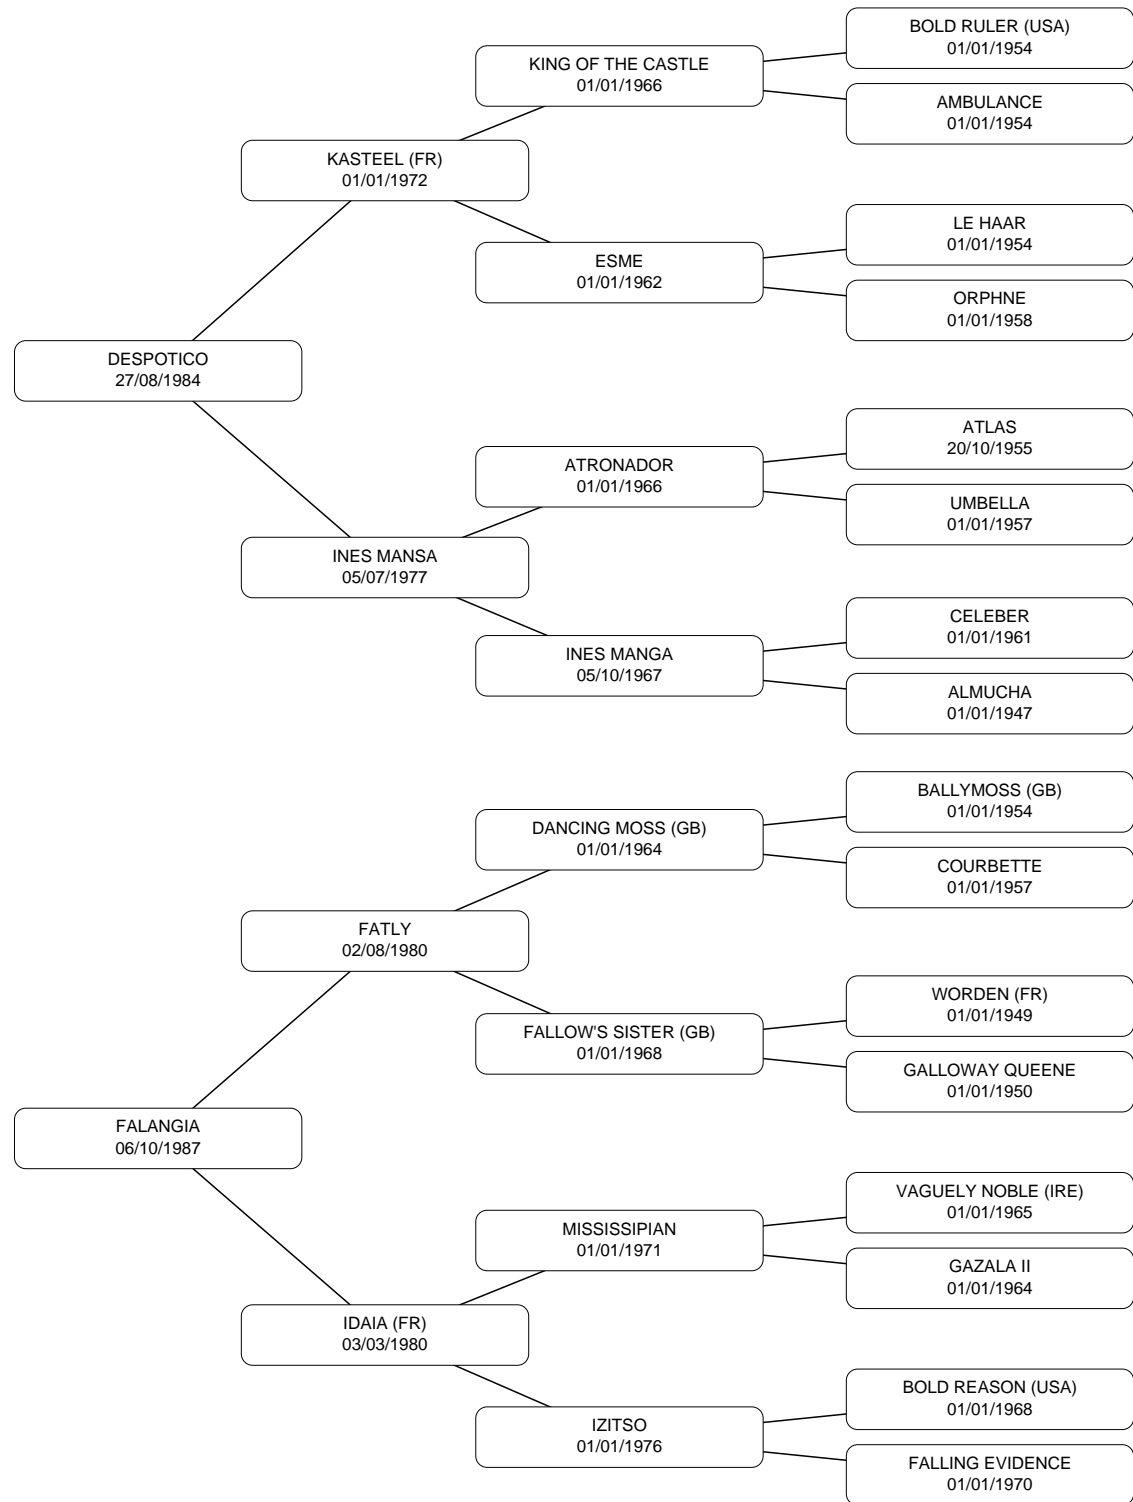 BOLD RULER (USA)
01/01/1954
KING OF THE CASTLE
01/01/1966
AMBULANCE
01/01/1954
KASTEEL (FR)
01/01/1972
LE HAAR
01/01/1954
ESME
01/01/1962
ORPHNE
01/01/1958
DESPOTICO
27/08/1984
ATLAS
20/10/1955
ATRONADOR
01/01/1966
UMBELLA
01/01/1957
INES MANSA
05/07/1977
CELEBER
01/01/1961
INES MANGA
05/10/1967
ALMUCHA
01/01/1947
BALLYMOSS (GB)
01/01/1954
DANCING MOSS (GB)
01/01/1964
COURBETTE
01/01/1957
FATLY
02/08/1980
WORDEN (FR)
01/01/1949
FALLOW'S SISTER (GB)
01/01/1968
GALLOWAY QUEENE
01/01/1950
FALANGIA
06/10/1987
VAGUELY NOBLE (IRE)
01/01/1965
MISSISSIPIAN
01/01/1971
GAZALA II
01/01/1964
IDAIA (FR)
03/03/1980
BOLD REASON (USA)
01/01/1968
IZITSO
01/01/1976
FALLING EVIDENCE
01/01/1970